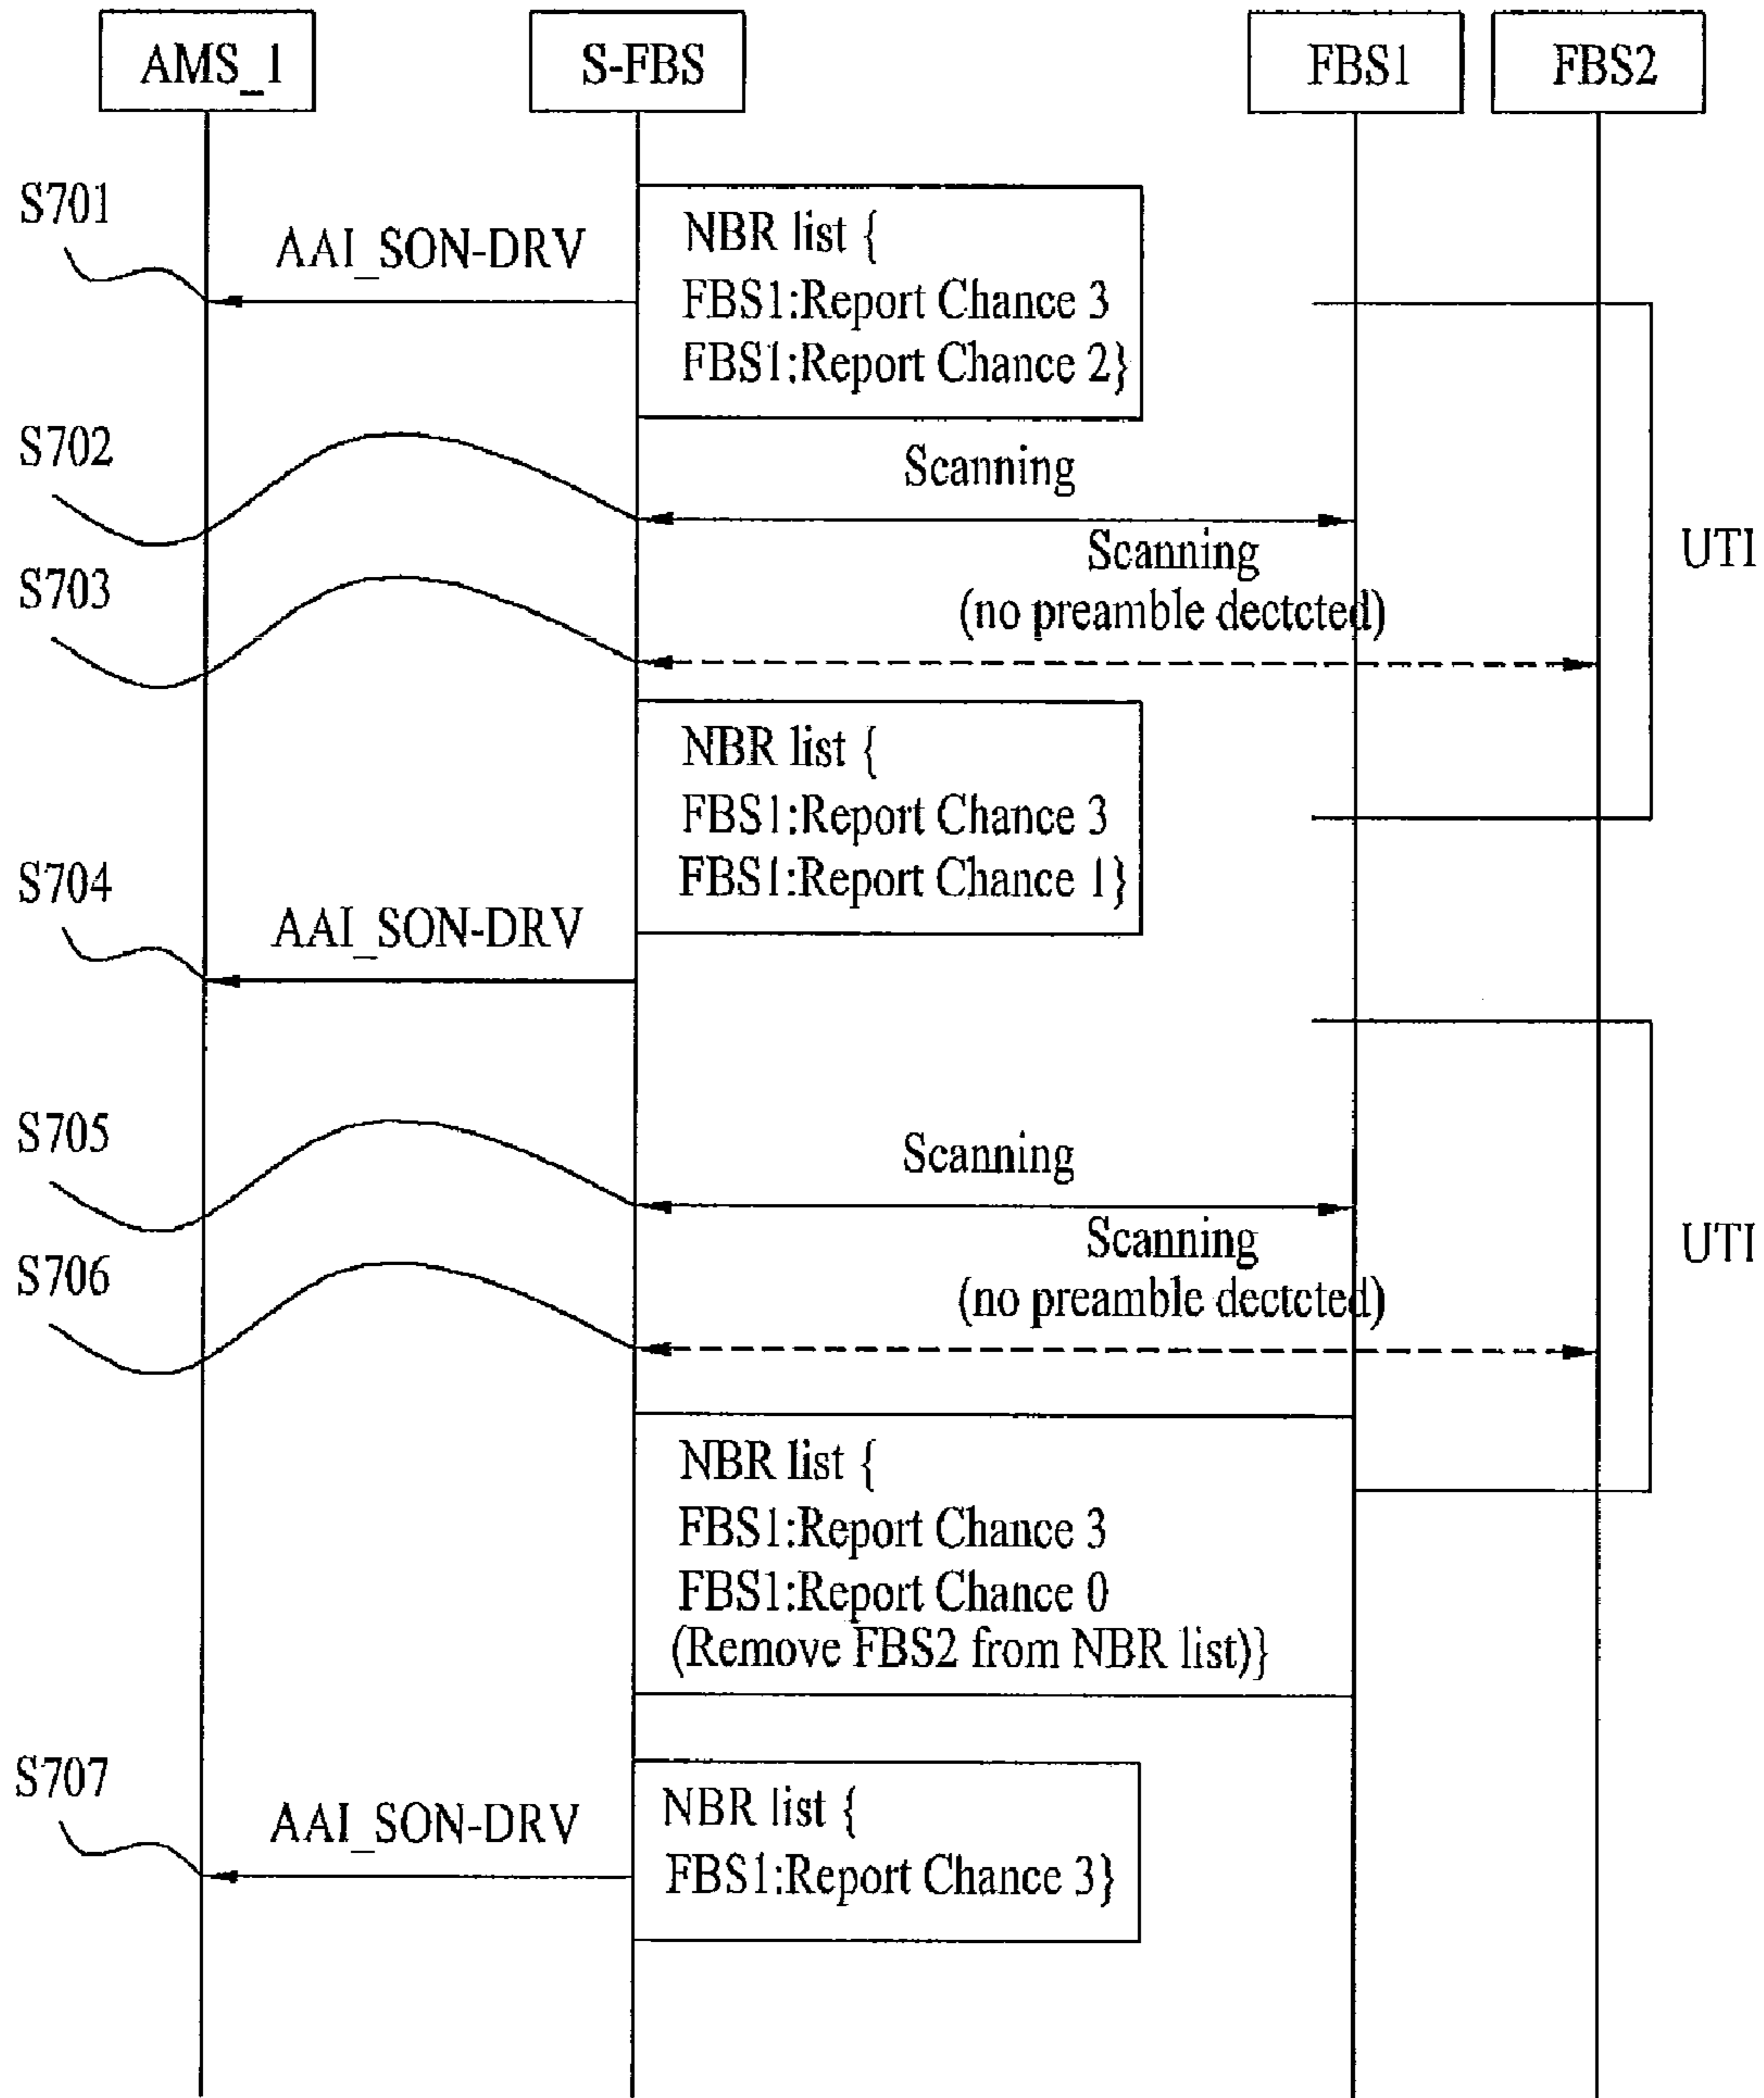 AMS_1
S-FBS
FBS1
FBS2
S701
AAI_SON-DRV
NBR list {
FBS1:Report Chance 3
FBS1:Report Chance 2}
S702
Scanning
UTI
S703
Scanning
(no preamble dectcted)
NBR list {
FBS1:Report Chance 3
FBS1:Report Chance 1}
S704
AAI_SON-DRV
S705
Scanning
UTI
S706
Scanning
(no preamble dectcted)
NBR list {
FBS1:Report Chance 3
FBS1:Report Chance 0
(Remove FBS2 from NBR list)}
S707
AAI_SON-DRV
NBR list {
FBS1:Report Chance 3}